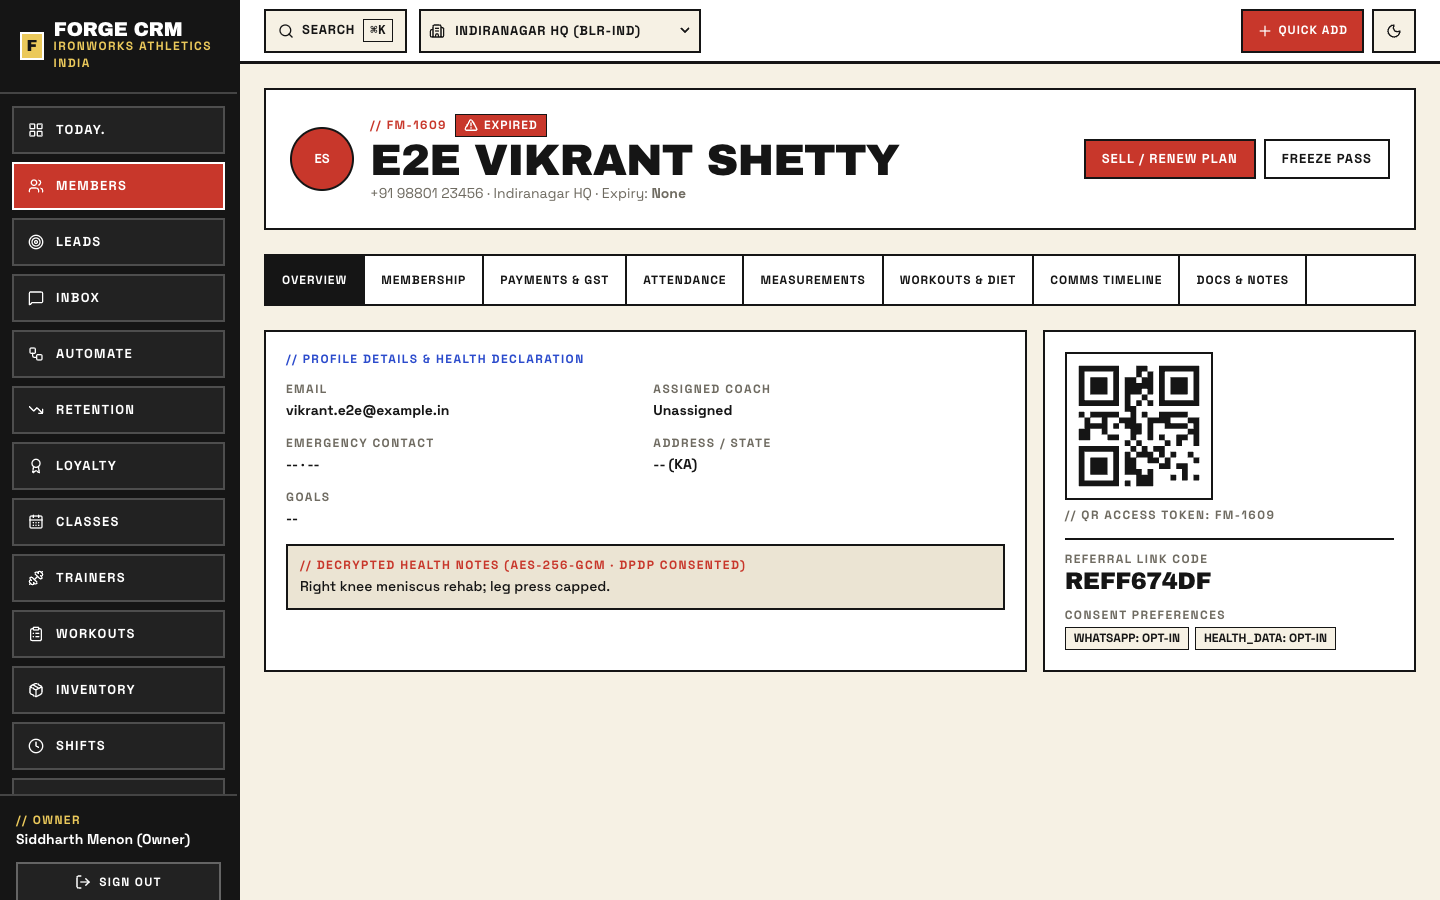 F
FORGE CRM
IRONWORKS ATHLETICS
INDIA
TODAY.
MEMBERS
LEADS
INBOX
AUTOMATE
RETENTION
LOYALTY
CLASSES
TRAINERS
WORKOUTS
INVENTORY
SHIFTS
// OWNER
Siddharth Menon (Owner)
SIGN OUT
SEARCH ⌘K
INDIRANAGAR HQ (BLR-IND)
QUICK ADD
ES
// FM-1609 EXPIRED
E2E VIKRANT SHETTY
+91 98801 23456 · Indiranagar HQ · Expiry: None
SELL / RENEW PLAN
FREEZE PASS
OVERVIEW
MEMBERSHIP
PAYMENTS & GST
ATTENDANCE
MEASUREMENTS
WORKOUTS & DIET
COMMS TIMELINE
DOCS & NOTES
// PROFILE DETAILS & HEALTH DECLARATION
EMAIL
vikrant.e2e@example.in
ASSIGNED COACH
Unassigned
EMERGENCY CONTACT
-- · --
ADDRESS / STATE
-- (KA)
GOALS
--
// DECRYPTED HEALTH NOTES (AES-256-GCM · DPDP CONSENTED)
Right knee meniscus rehab; leg press capped.
// QR ACCESS TOKEN: FM-1609
REFERRAL LINK CODE
REFF674DF
CONSENT PREFERENCES
WHATSAPP: OPT-IN
HEALTH_DATA: OPT-IN